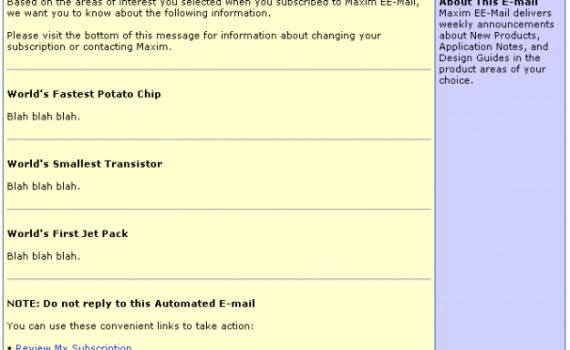 Based on the areas of interest you selected when you subscribed to Maxim EE-Mail,
we want you to know about the following information.
Please visit the bottom of this message for information about changing your
subscription or contacting Maxim.
World's Fastest Potato Chip
Blah blah blah.
World's Smallest Transistor
Blah blah blah.
World's First Jet Pack
Blah blah blah.
NOTE: Do not reply to this Automated E-mail
You can use these convenient links to take action:
• Review My Subscription
About This E-mail
Maxim EE-Mail delivers
weekly announcements
about New Products,
Application Notes, and
Design Guides in the
product areas of your
choice.